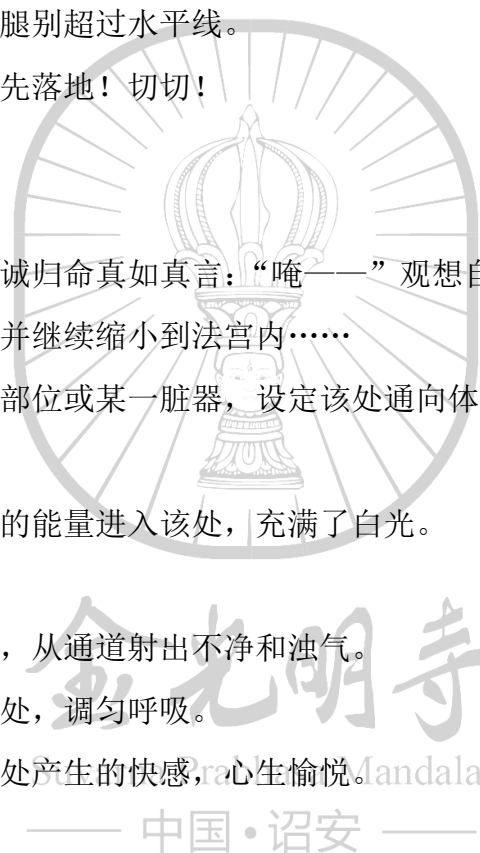 腿别超过水平线。
先落地！切切！
诚归命真如真言：“唵——”观想自
并继续缩小到法宫内……
部位或某一脏器，设定该处通向体
的能量进入该处，充满了白光。
，从通道射出不净和浊气。
金光明寺
处，调匀呼吸。
处产生的快感，心生愉悦。
Mandala
中国•诏安